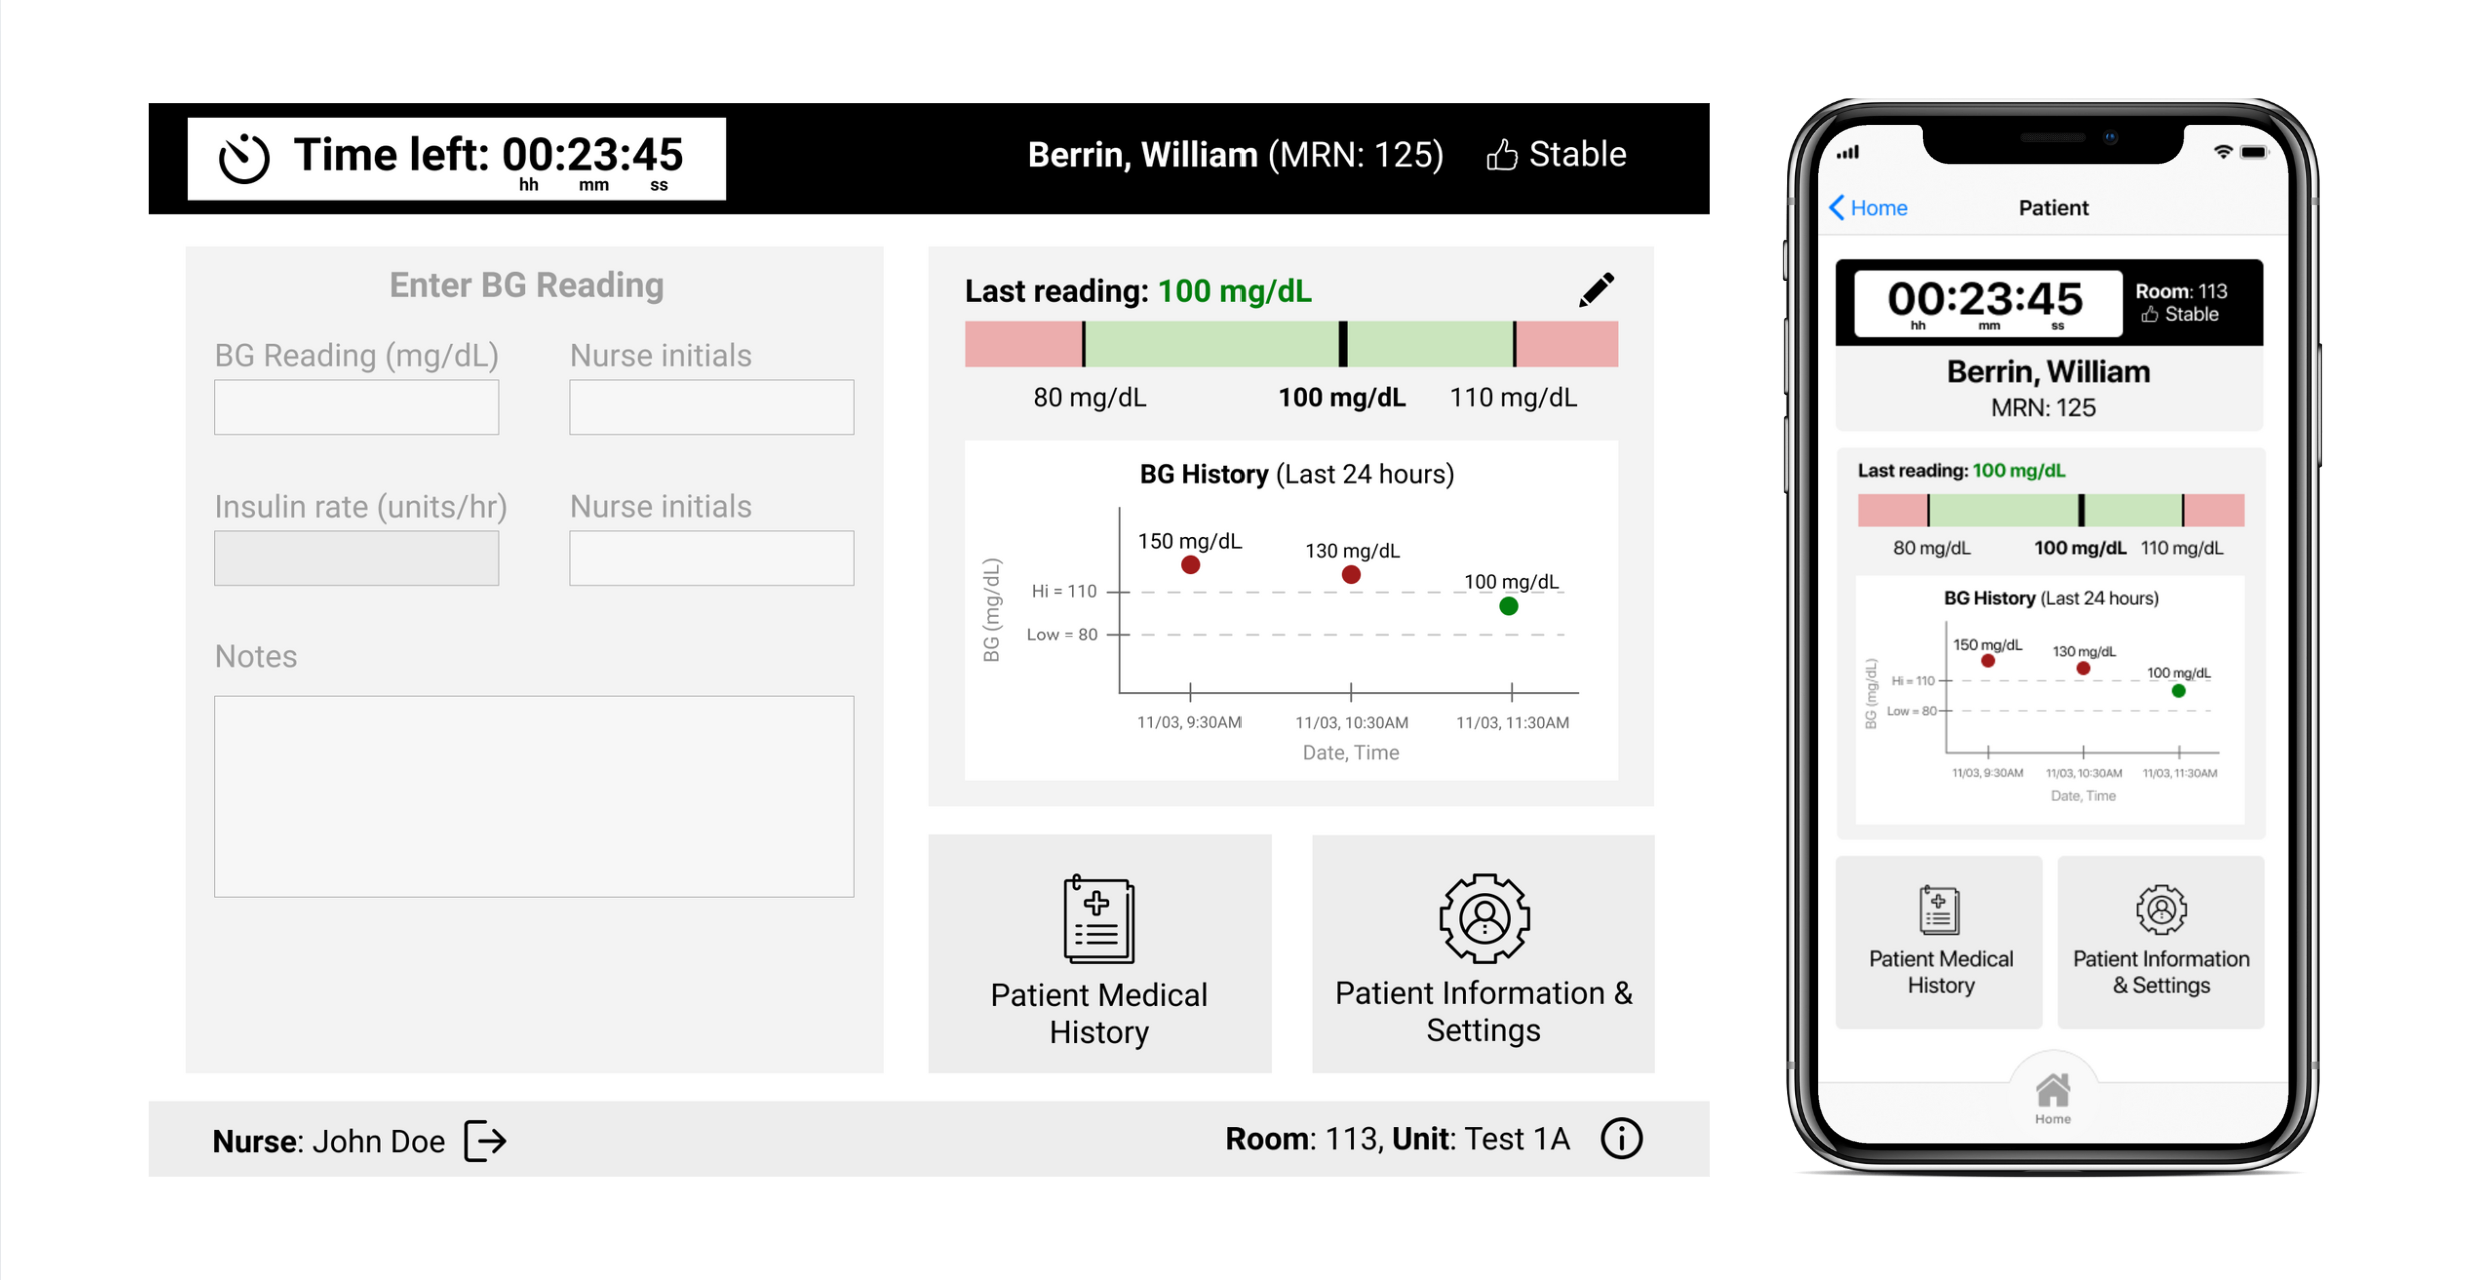 Time left: 00:23:45
hh mm ss
Berrin, William (MRN: 125) Stable
Enter BG Reading
BG Reading (mg/dL) Nurse initials
Insulin rate (units/hr) Nurse initials
Notes
Last reading: 100 mg/dL
80 mg/dL 100 mg/dL 110 mg/dL
BG History (Last 24 hours)
150 mg/dL 130 mg/dL 100 mg/dL
BG (mg/dL)
Hi = 110
Low = 80
11/03, 9:30AM 11/03, 10:30AM 11/03, 11:30AM
Date, Time
Patient Medical
History
Patient Information &
Settings
Nurse: John Doe
Room: 113, Unit: Test 1A
Home Patient
00:23:45
hh mm ss
Room: 113
Stable
Berrin, William
MRN: 125
Last reading: 100 mg/dL
80 mg/dL 100 mg/dL 110 mg/dL
BG History (Last 24 hours)
150 mg/dL 130 mg/dL 100 mg/dL
BG (mg/dL)
Hi = 110
Low = 80
11/03, 9:30AM 11/03, 10:30AM 11/03, 11:30AM
Date, Time
Patient Medical
History
Patient Information
& Settings
Home